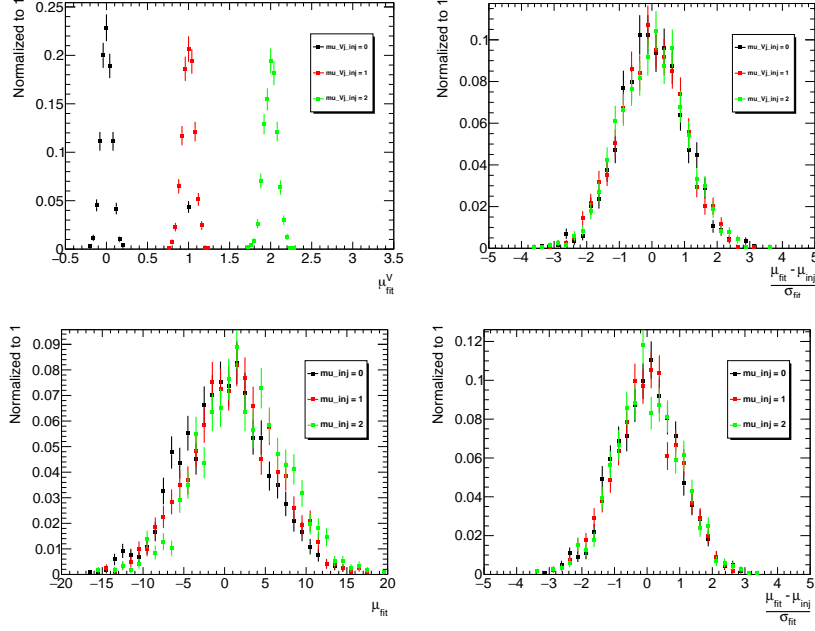 Normalized to 1
0.25
0.2
0.15
0.1
0.05
0
−0.5 0 0.5 1 1.5 2 2.5 3 3.5
mu_Vj_inj = 0
mu_Vj_inj = 1
mu_Vj_inj = 2
μ^V_fit
Normalized to 1
0.1
0.08
0.06
0.04
0.02
0
−5 −4 −3 −2 −1 0 1 2 3 4 5
mu_Vj_inj = 0
mu_Vj_inj = 1
mu_Vj_inj = 2
μ_fit - μ_inj
σ_fit
Normalized to 1
0.09
0.08
0.07
0.06
0.05
0.04
0.03
0.02
0.01
0
−20 −15 −10 −5 0 5 10 15 20
mu_inj = 0
mu_inj = 1
mu_inj = 2
μ_fit
Normalized to 1
0.12
0.1
0.08
0.06
0.04
0.02
0
−5 −4 −3 −2 −1 0 1 2 3 4 5
mu_inj = 0
mu_inj = 1
mu_inj = 2
μ_fit - μ_inj
σ_fit